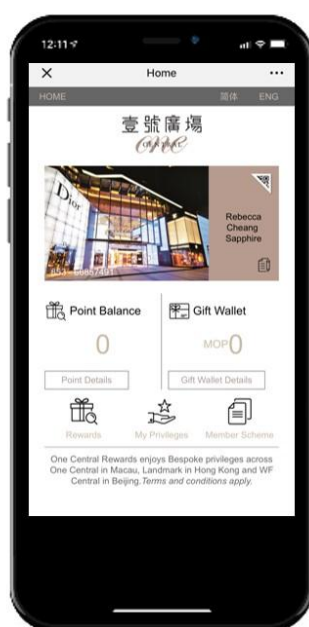 12:11
Home
HOME 简体 ENG
壹號廣場
one
CENTRAL
Dior
Rebecca
Cheang
Sapphire
Point Balance
0
Point Details
Gift Wallet
MOP0
Gift Wallet Details
Rewards
My Privileges
Member Scheme
One Central Rewards enjoys Bespoke privileges across
One Central in Macau, Landmark in Hong Kong and WF
Central in Beijing.Terms and conditions apply.